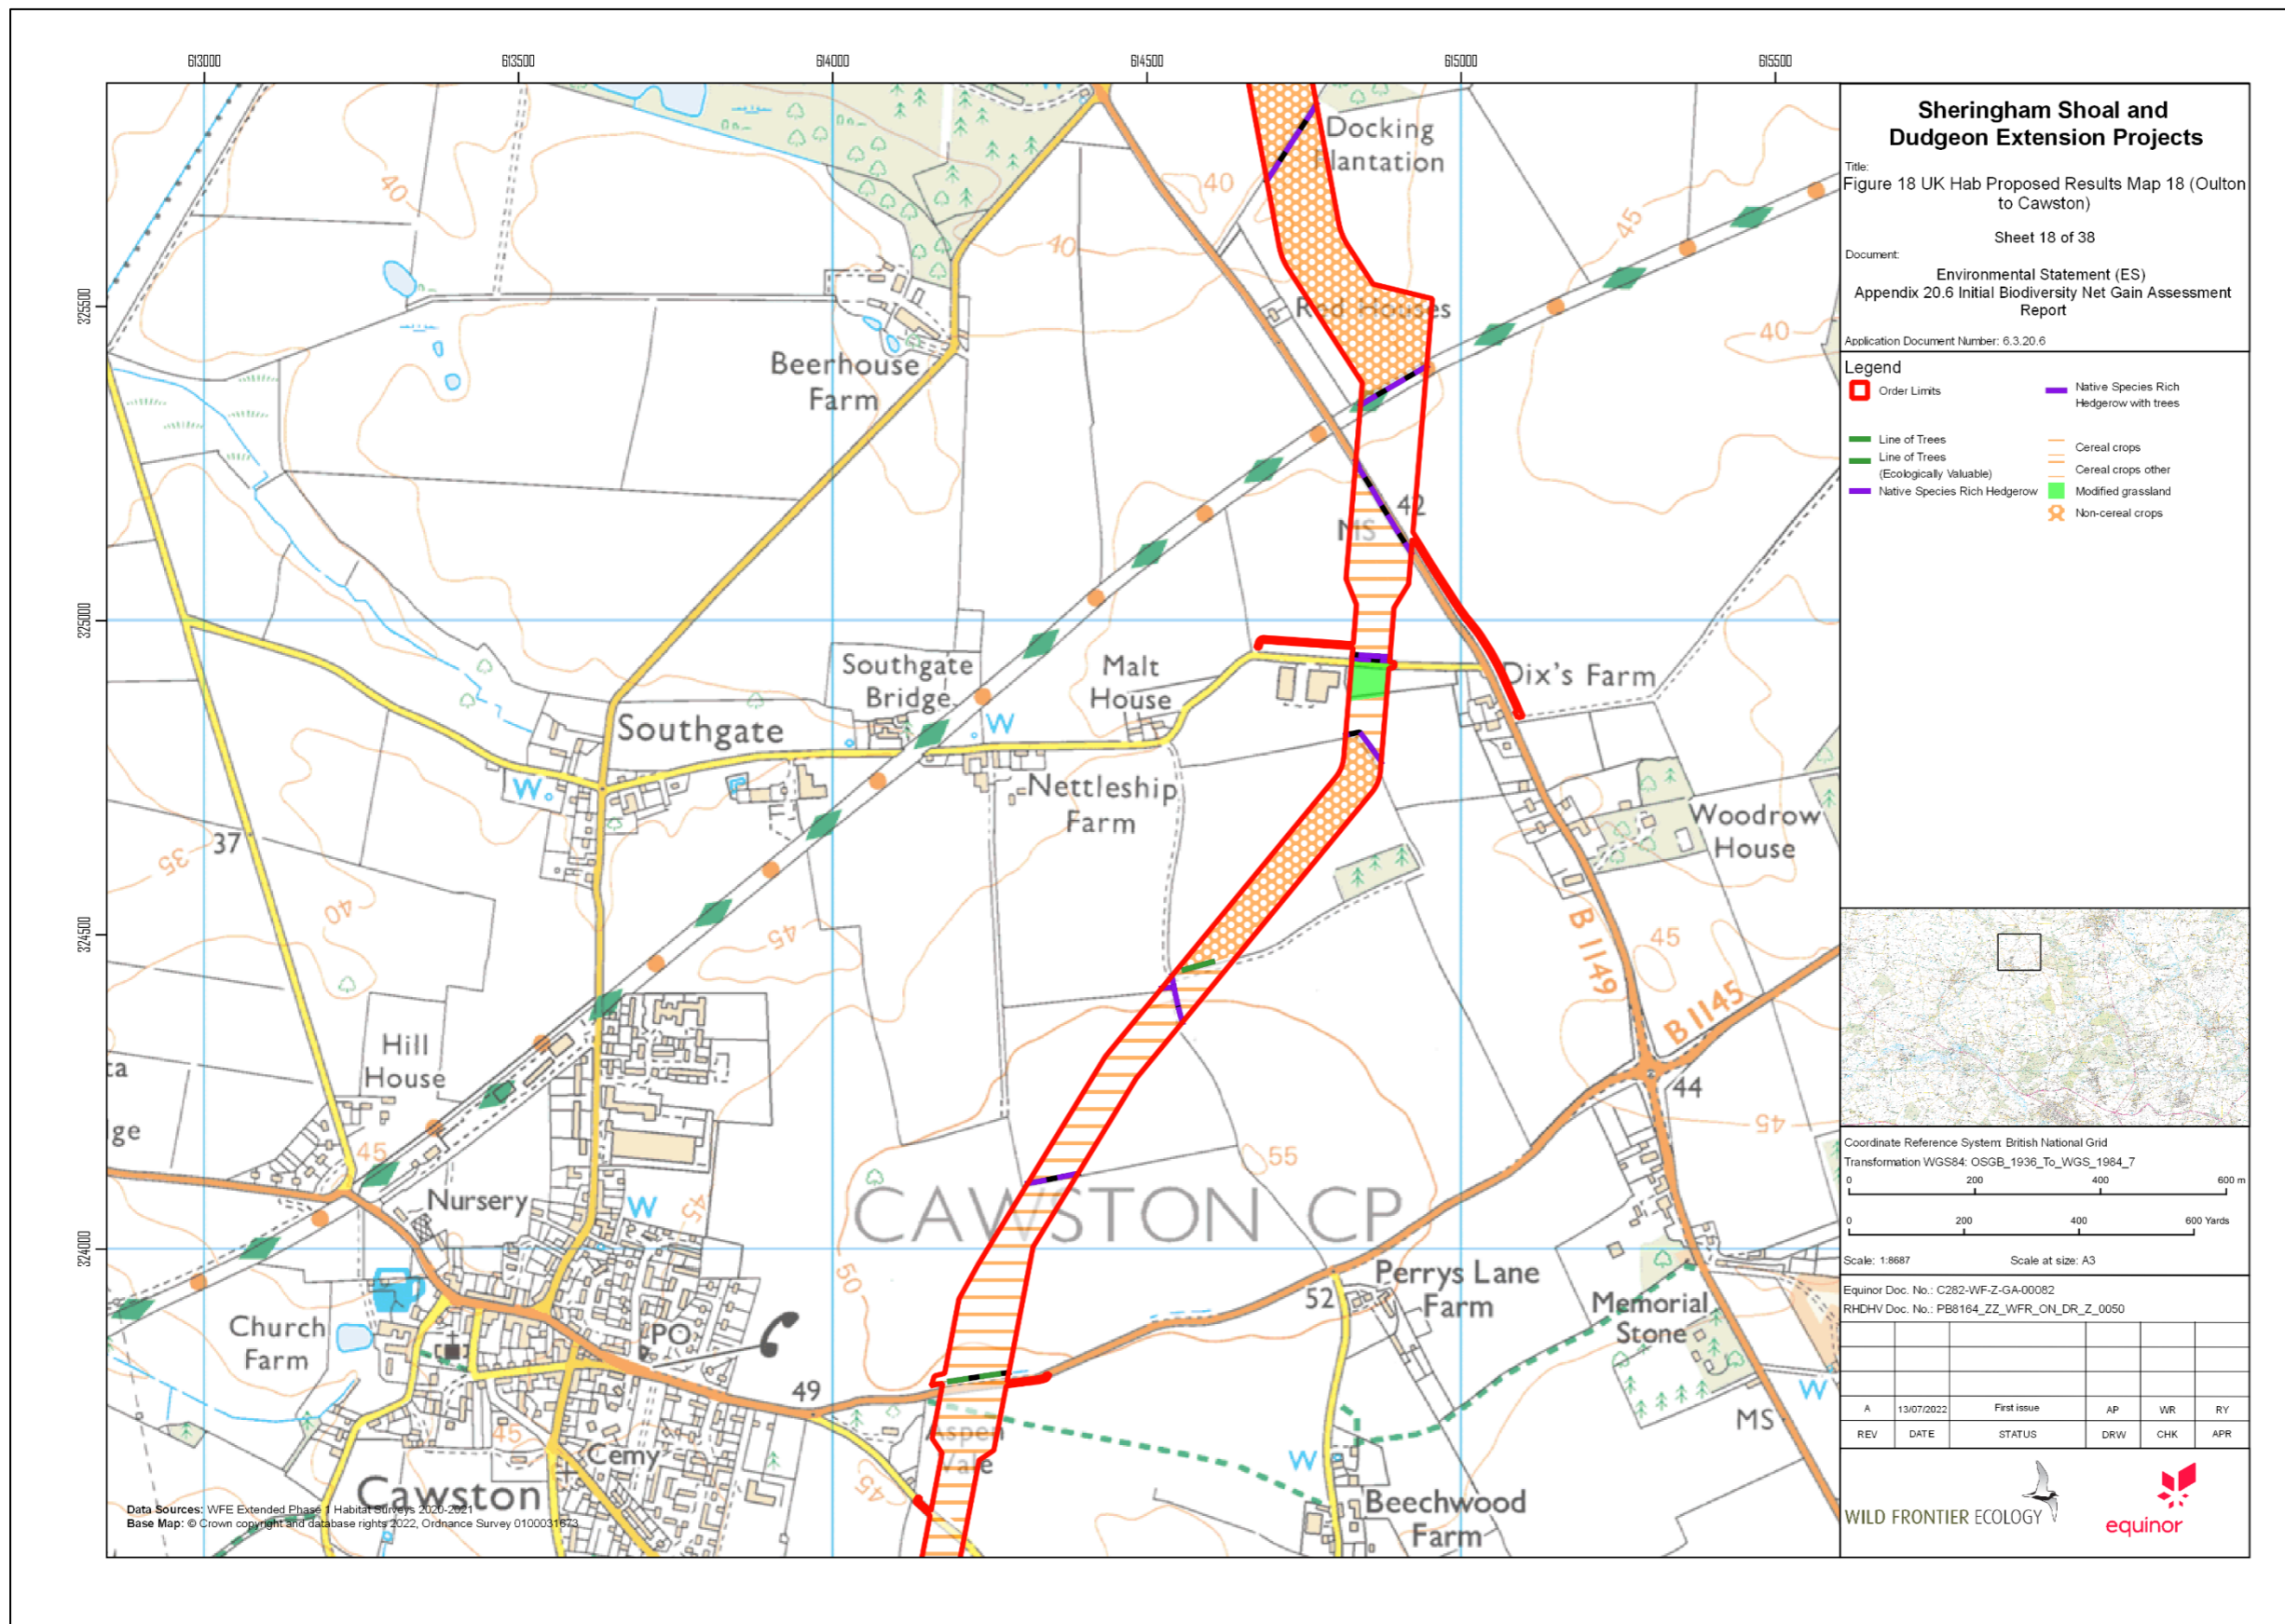 613000
613500
614000
614500
615000
615500
325500
325000
324500
324000
Docking
Plantation
40
40
40
45
40
Red Houses
Beerhouse
Farm
42
MS
Southgate
Bridge
Malt
House
Dix's Farm
Southgate
W
W
Nettleship
Farm
Woodrow
House
37
35
40
45
45
B 1149
B 1145
Hill
House
44
45
45
55
ta
ge
Nursery
W
45
CAWSTON CP
50
52
Perrys Lane
Farm
Memorial
Stone
Church
Farm
PO
49
Aspen
Vale
W
MS
W
45
45
Cemy
Cawston
Beechwood
Farm
Data Sources: WFE Extended Phase 1 Habitat Surveys 2020-2021
Base Map: © Crown copyright and database rights 2022, Ordnance Survey 0100031673
Sheringham Shoal and
Dudgeon Extension Projects
Title:
Figure 18 UK Hab Proposed Results Map 18 (Oulton
to Cawston)
Sheet 18 of 38
Document:
Environmental Statement (ES)
Appendix 20.6 Initial Biodiversity Net Gain Assessment
Report
Application Document Number: 6.3.20.6
Legend
Order Limits
Native Species Rich
Hedgerow with trees
Line of Trees
Line of Trees
(Ecologically Valuable)
Native Species Rich Hedgerow
Cereal crops
Cereal crops other
Modified grassland
Non-cereal crops
Coordinate Reference System: British National Grid
Transformation WGS84: OSGB_1936_To_WGS_1984_7
0 200 400 600 m
0 200 400 600 Yards
Scale: 1:8687 Scale at size: A3
Equinor Doc. No.: C282-WF-Z-GA-00082
RHDHV Doc. No.: PB8164_ZZ_WFR_ON_DR_Z_0050
A 13/07/2022 First issue AP WR RY
REV DATE STATUS DRW CHK APR
WILD FRONTIER ECOLOGY
equinor